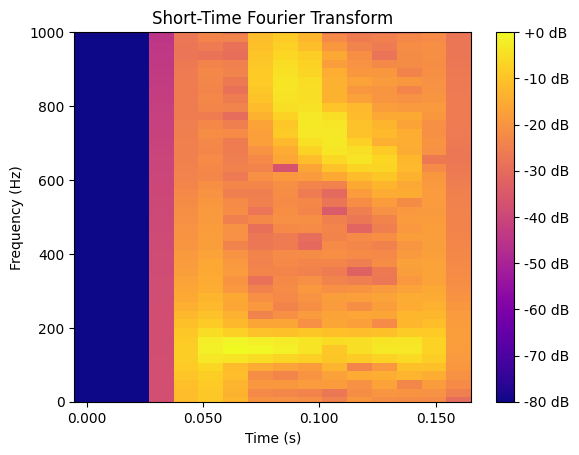 Short-Time Fourier Transform
1000
800
600
400
200
0
Frequency (Hz)
0.000
0.050
0.100
0.150
Time (s)
+0 dB
-10 dB
-20 dB
-30 dB
-40 dB
-50 dB
-60 dB
-70 dB
-80 dB